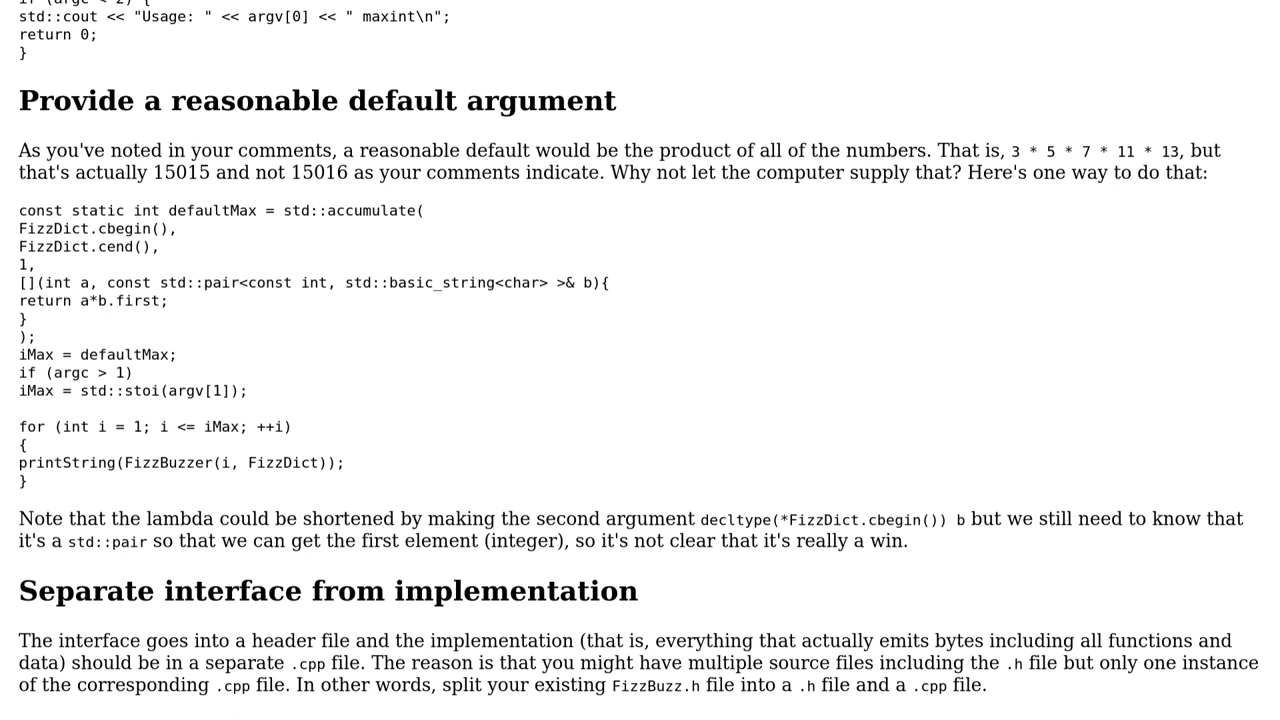 std::cout << "Usage: " << argv[0] << " maxint\n";
return 0;
}
Provide a reasonable default argument
As you've noted in your comments, a reasonable default would be the product of all of the numbers. That is, 3 * 5 * 7 * 11 * 13, but
that's actually 15015 and not 15016 as your comments indicate. Why not let the computer supply that? Here's one way to do that:
const static int defaultMax = std::accumulate(
FizzDict.cbegin(),
FizzDict.cend(),
1,
[](int a, const std::pair<const int, std::basic_string<char> >& b){
return a*b.first;
}
);
iMax = defaultMax;
if (argc > 1)
iMax = std::stoi(argv[1]);
for (int i = 1; i <= iMax; ++i)
{
printString(FizzBuzzer(i, FizzDict));
}
Note that the lambda could be shortened by making the second argument decltype(*FizzDict.cbegin()) b but we still need to know that
it's a std::pair so that we can get the first element (integer), so it's not clear that it's really a win.
Separate interface from implementation
The interface goes into a header file and the implementation (that is, everything that actually emits bytes including all functions and
data) should be in a separate .cpp file. The reason is that you might have multiple source files including the .h file but only one instance
of the corresponding .cpp file. In other words, split your existing FizzBuzz.h file into a .h file and a .cpp file.